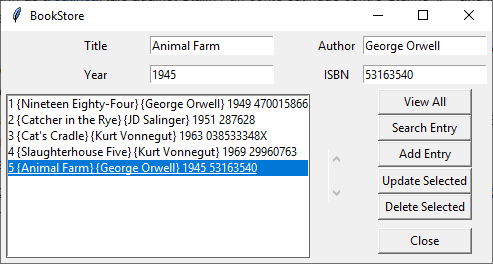 BookStore
Title Animal Farm Author George Orwell
Year 1945 ISBN 53163540
1 {Nineteen Eighty-Four} {George Orwell} 1949 470015866
2 {Catcher in the Rye} {JD Salinger} 1951 287628
3 {Cat's Cradle} {Kurt Vonnegut} 1963 038533348X
4 {Slaughterhouse Five} {Kurt Vonnegut} 1969 29960763
5 {Animal Farm} {George Orwell} 1945 53163540
View All
Search Entry
Add Entry
Update Selected
Delete Selected
Close